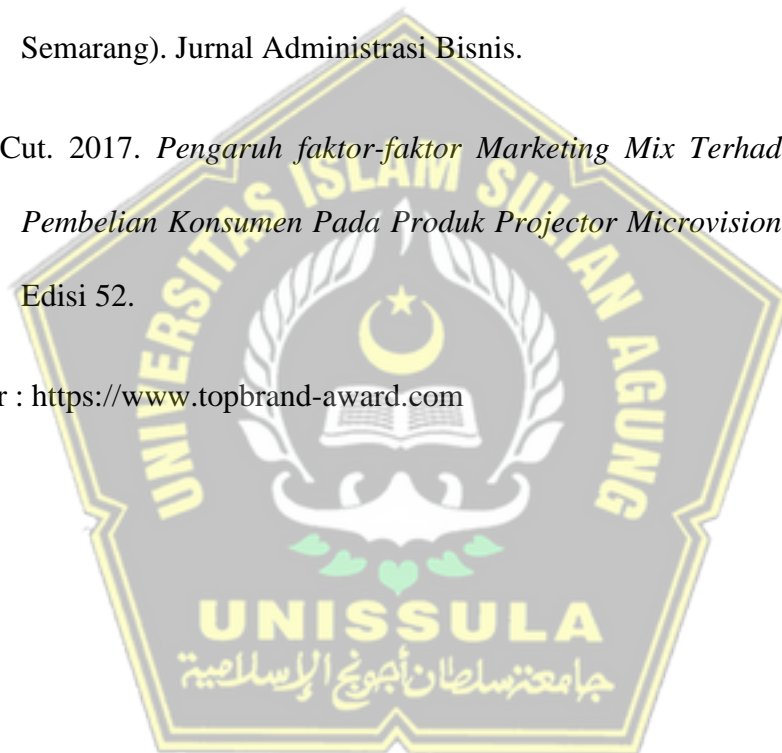 Semarang). Jurnal Administrasi Bisnis.
Cut. 2017. Pengaruh faktor-faktor Marketing Mix Terhad
Pembelian Konsumen Pada Produk Projector Microvision
Edisi 52.
r : https://www.topbrand-award.com
UNIVERSITAS ISLAM SULTAN AGUNG
UNISSULA
جامعنسلطان أجونج الإسلامية